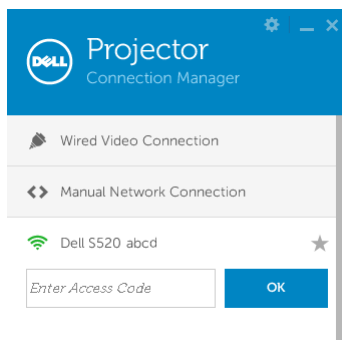 DELL
Projector
Connection Manager
Wired Video Connection
Manual Network Connection
Dell S520 abcd
Enter Access Code
OK